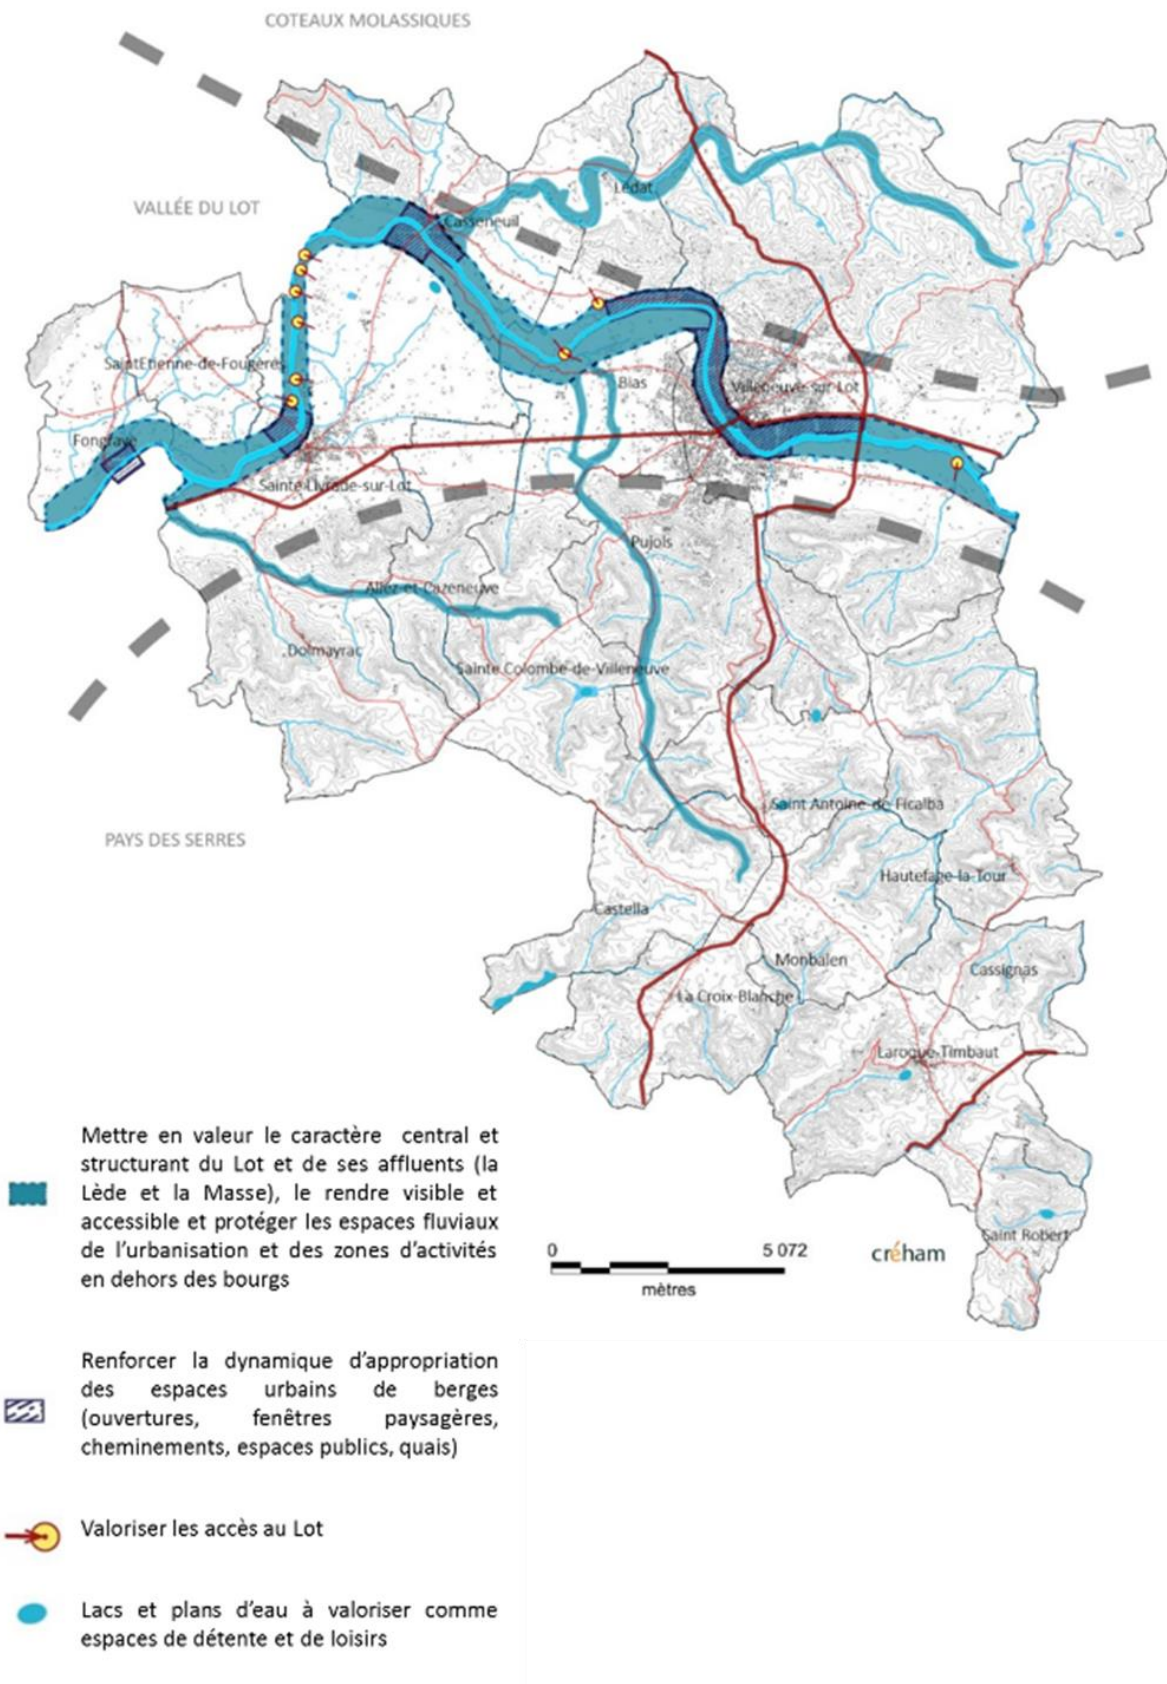 COTEAUX MOLASSIQUES
Lédat
VALLÉE DU LOT
Casseneuil
SaintEtienne-de-Fougères
Bias
Villeneuve-sur-Lot
Fongrave
Sainte-Livrade-sur-Lot
Pujols
Allez-et-Cazeneuve
Dolmayrac
Sainte Colombe-de-Villeneuve
Saint Antoine-de-Ficalba
PAYS DES SERRES
Hautefage-la-Tour
Castella
Monbalen
Cassignas
La Croix-Blanche
Laroque-Timbaut
Saint Robert
Mettre en valeur le caractère central et
structurant du Lot et de ses affluents (la
Lède et la Masse), le rendre visible et
accessible et protéger les espaces fluviaux
de l'urbanisation et des zones d'activités
en dehors des bourgs
0 5 072
mètres
créham
Renforcer la dynamique d'appropriation
des espaces urbains de berges
(ouvertures, fenêtres paysagères,
cheminements, espaces publics, quais)
Valoriser les accès au Lot
Lacs et plans d'eau à valoriser comme
espaces de détente et de loisirs